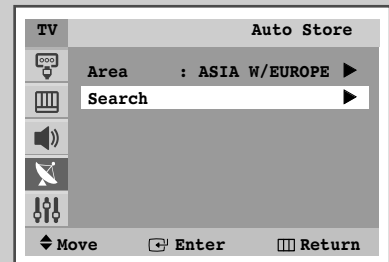 TV Auto Store
Area : ASIA W/EUROPE
Search
Move Enter Return